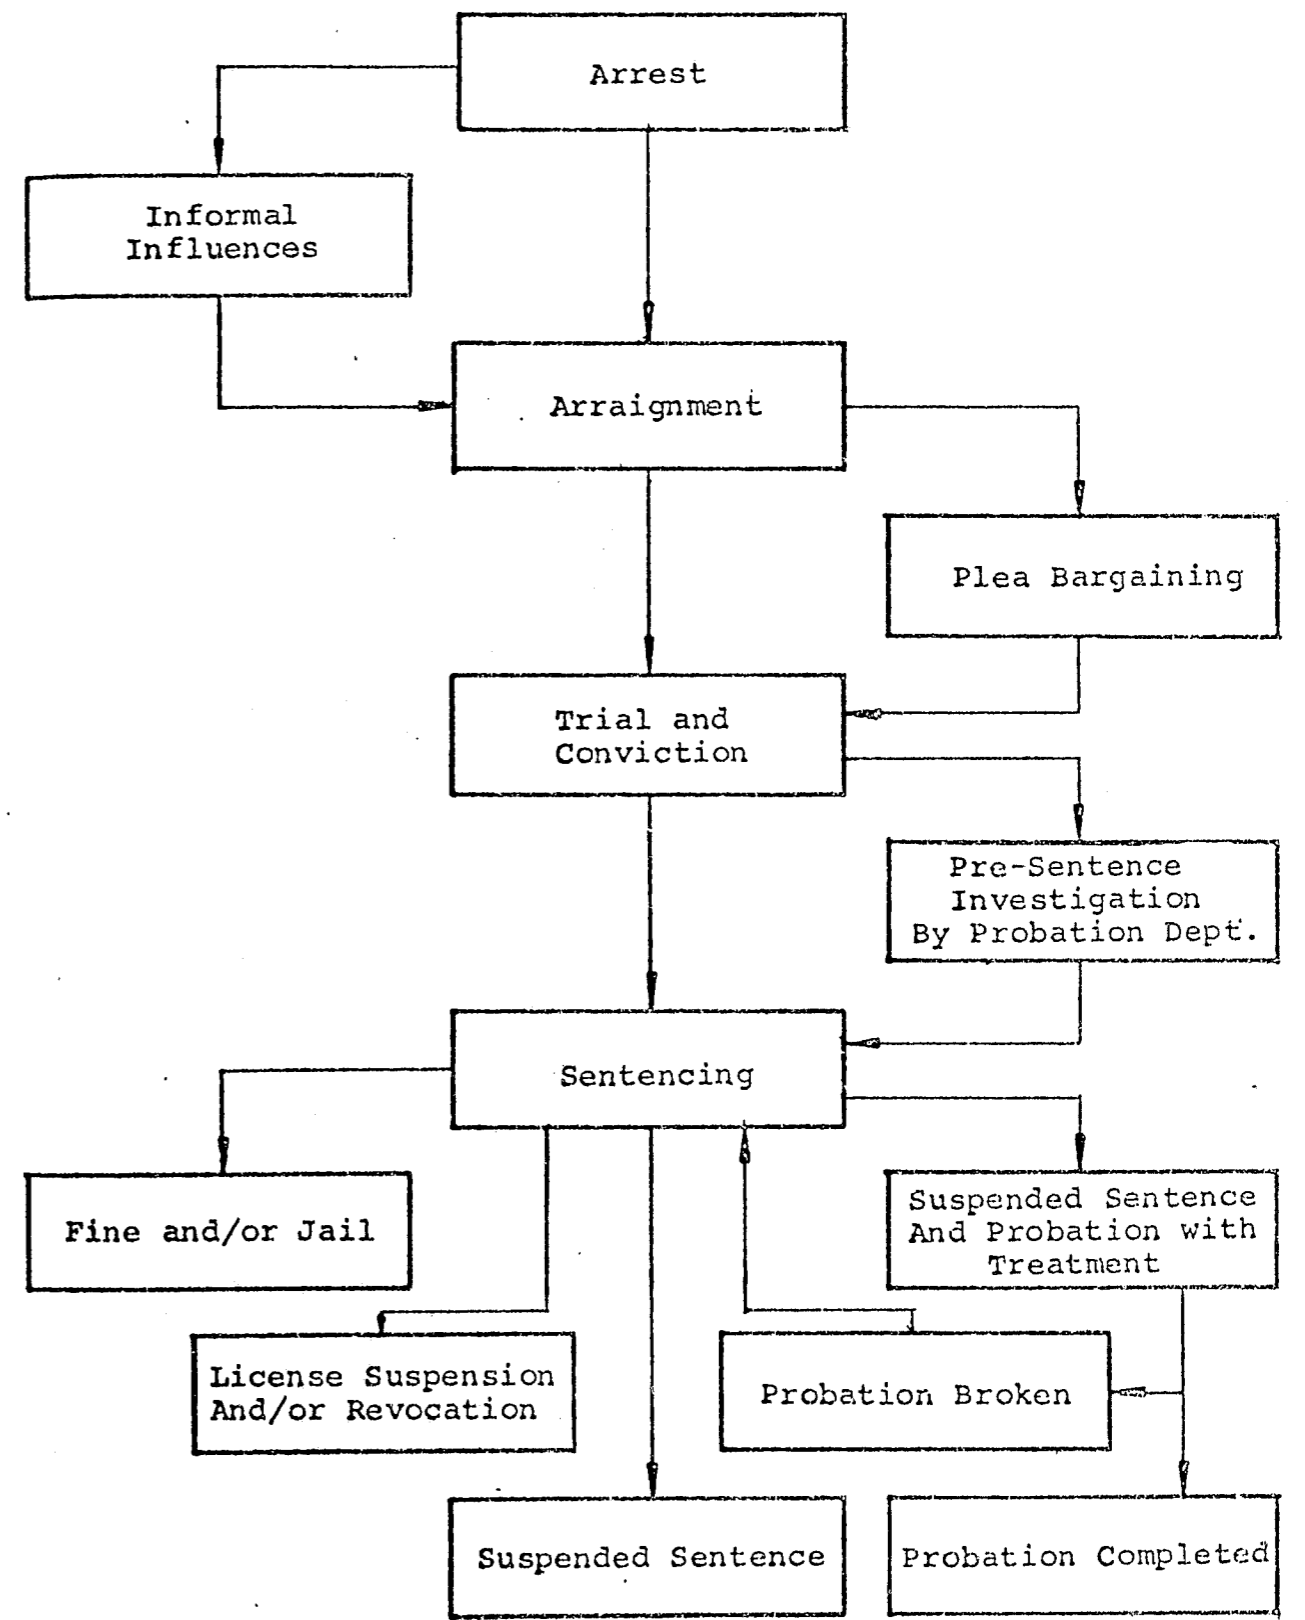 Arrest
Informal
Influences
Arraignment
Plea Bargaining
Trial and
Conviction
Pre-Sentence
Investigation
By Probation Dept.
Sentencing
Fine and/or Jail
Suspended Sentence
And Probation with
Treatment
License Suspension
And/or Revocation
Probation Broken
Suspended Sentence
Probation Completed